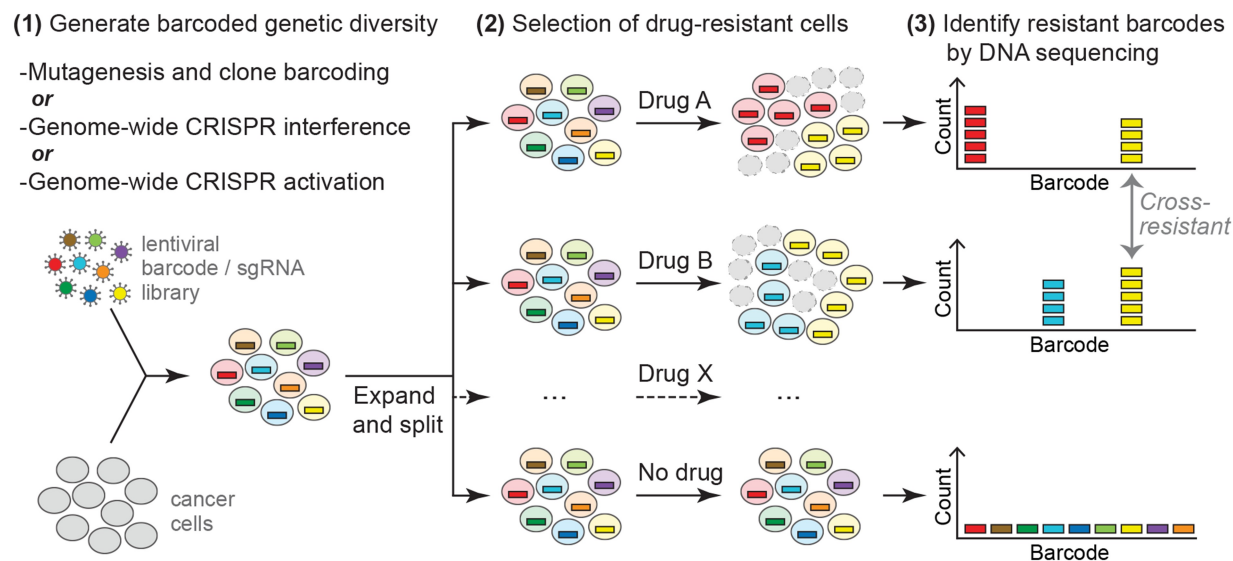 (1) Generate barcoded genetic diversity
-Mutagenesis and clone barcoding
or
-Genome-wide CRISPR interference
or
-Genome-wide CRISPR activation
lentiviral
barcode / sgRNA
library
cancer
cells
Expand
and split
(2) Selection of drug-resistant cells
Drug A
Drug B
Drug X
...
...
No drug
(3) Identify resistant barcodes
by DNA sequencing
Count
Barcode
Cross-
resistant
Count
Barcode
Count
Barcode